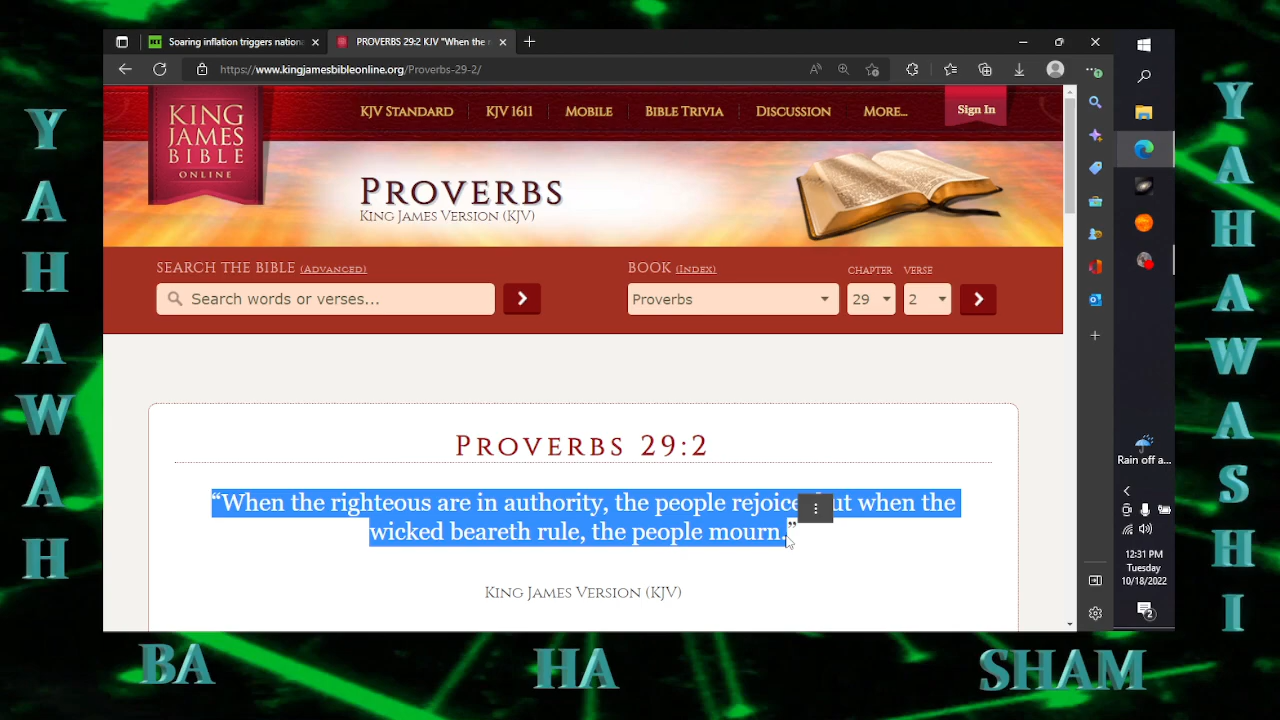 YAHAWAH
Soaring inflation triggers nation
PROVERBS 29:2 KJV "When the r
https://www.kingjamesbibleonline.org/Proverbs-29-2/
KING
JAMES
BIBLE
ONLINE
KJV STANDARD
KJV 1611
MOBILE
BIBLE TRIVIA
DISCUSSION
MORE...
Sign In
PROVERBS
KING JAMES VERSION (KJV)
SEARCH THE BIBLE (ADVANCED)
BOOK (INDEX)
CHAPTER
VERSE
Search words or verses...
Proverbs
29
2
PROVERBS 29:2
“When the righteous are in authority, the people rejoice but when the
wicked beareth rule, the people mourn.”
KING JAMES VERSION (KJV)
Rain off a...
12:31 PM
Tuesday
10/18/2022
2
YAHAWASHI
BA
HA
SHAM